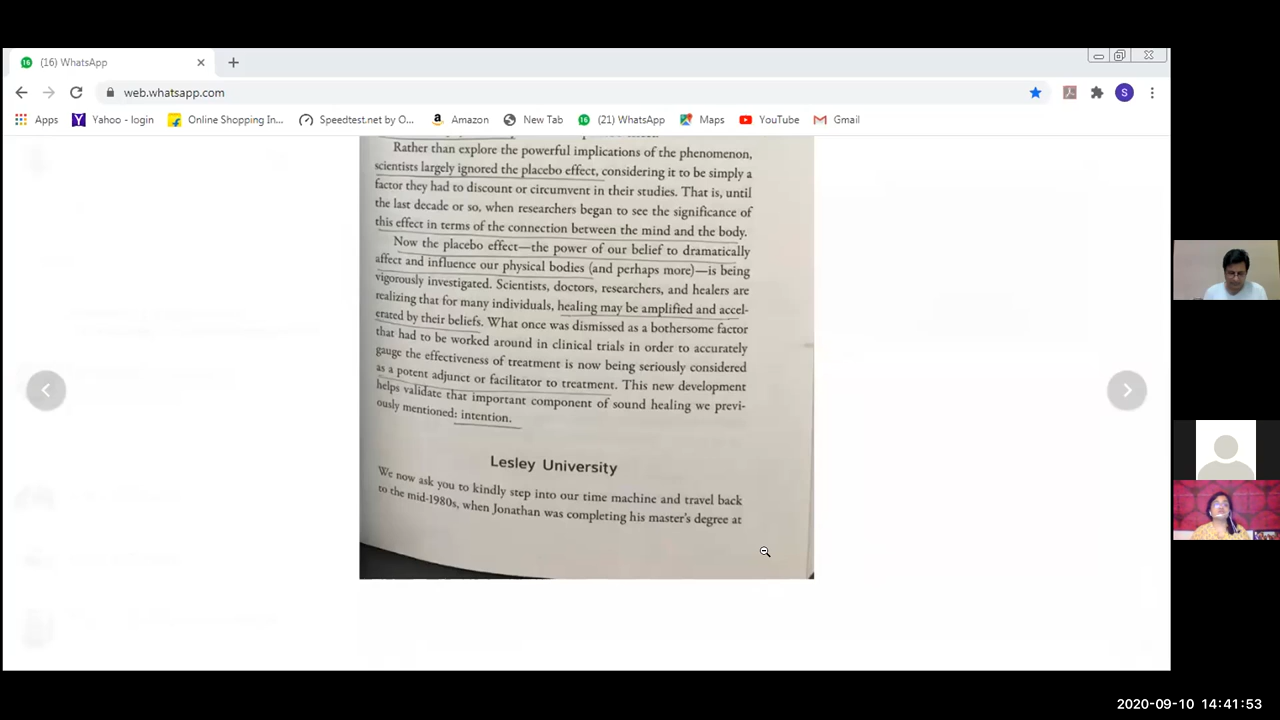 (16) WhatsApp
web.whatsapp.com
S
Apps
Yahoo - login
Online Shopping In...
Speedtest.net by O...
Amazon
New Tab
(21) WhatsApp
Maps
YouTube
Gmail
Rather than explore the powerful implications of the phenomenon,
scientists largely ignored the placebo effect, considering it to be simply a
factor they had to discount or circumvent in their studies. That is, until
the last decade or so, when researchers began to see the significance of
this effect in terms of the connection between the mind and the body.
Now the placebo effect—the power of our belief to dramatically
affect and influence our physical bodies (and perhaps more)—is being
vigorously investigated. Scientists, doctors, researchers, and healers are
realizing that for many individuals, healing may be amplified and accel-
erated by their beliefs. What once was dismissed as a bothersome factor
that had to be worked around in clinical trials in order to accurately
gauge the effectiveness of treatment is now being seriously considered
as a potent adjunct or facilitator to treatment. This new development
helps validate that important component of sound healing we previ-
ously mentioned: intention.
Lesley University
We now ask you to kindly step into our time machine and travel back
to the mid-1980s, when Jonathan was completing his master's degree at
2020-09-10 14:41:53